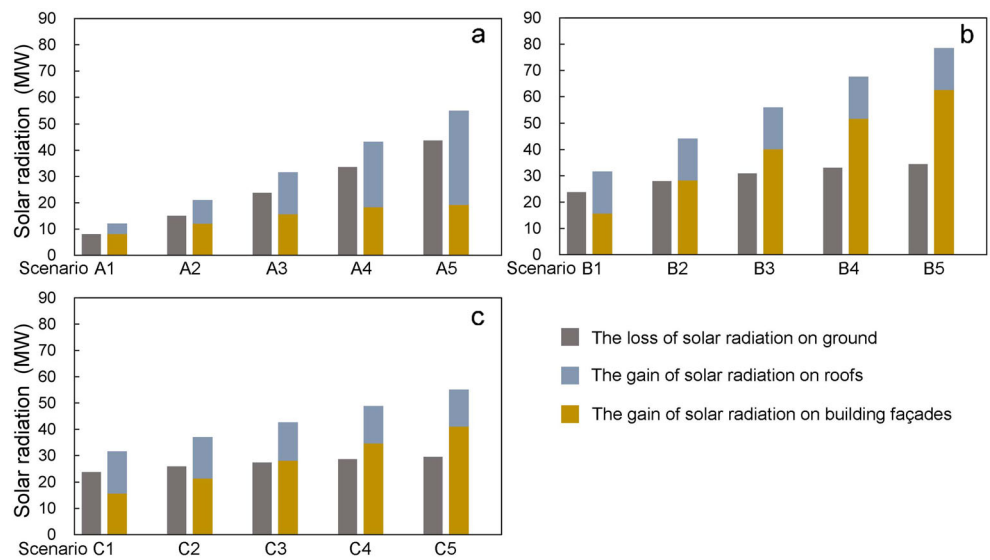 a
90
80
70
60
50
40
30
20
10
0
Solar radiation (MW)
Scenario A1 A2 A3 A4 A5
b
90
80
70
60
50
40
30
20
10
0
Scenario B1 B2 B3 B4 B5
c
90
80
70
60
50
40
30
20
10
0
Solar radiation (MW)
Scenario C1 C2 C3 C4 C5
The loss of solar radiation on ground
The gain of solar radiation on roofs
The gain of solar radiation on building façades